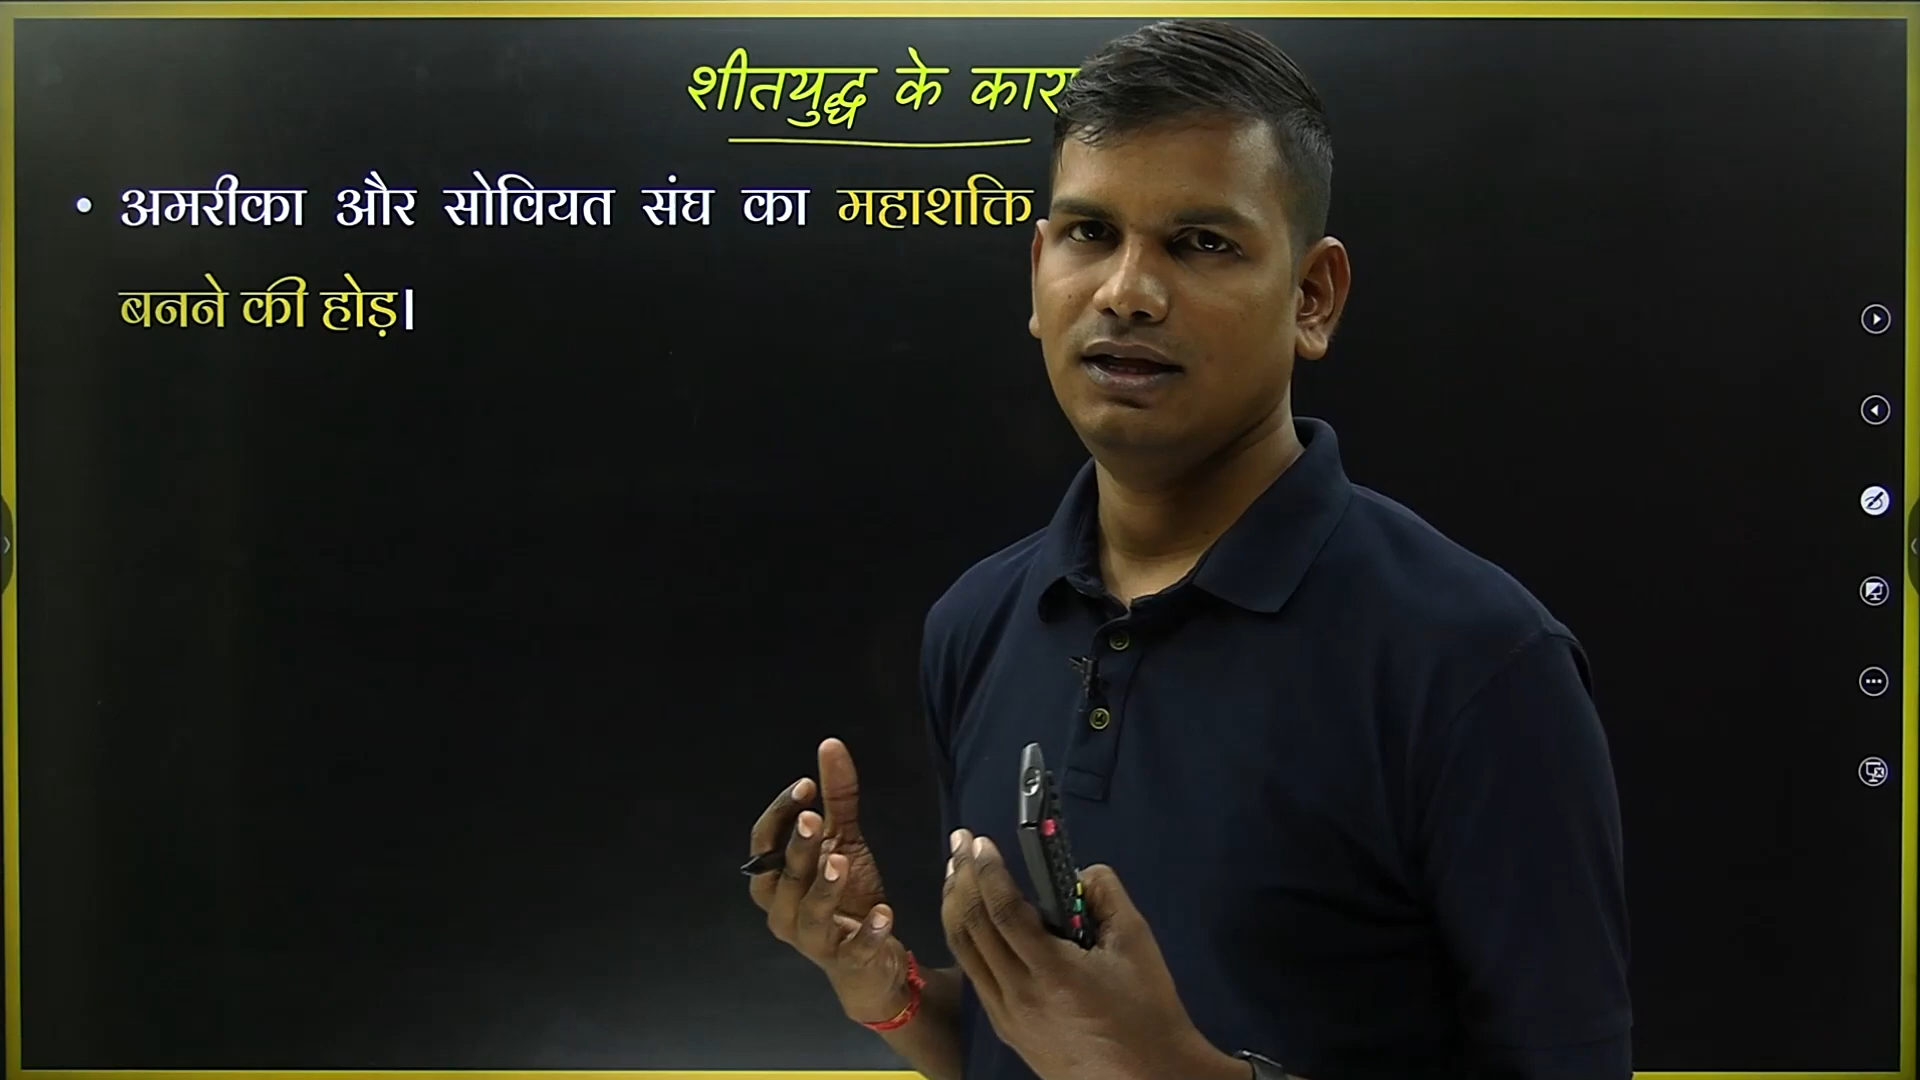 शीतयुद्ध के
• अमरीका और सोवियत संघ का महाशक्ति
बनने की होड़।